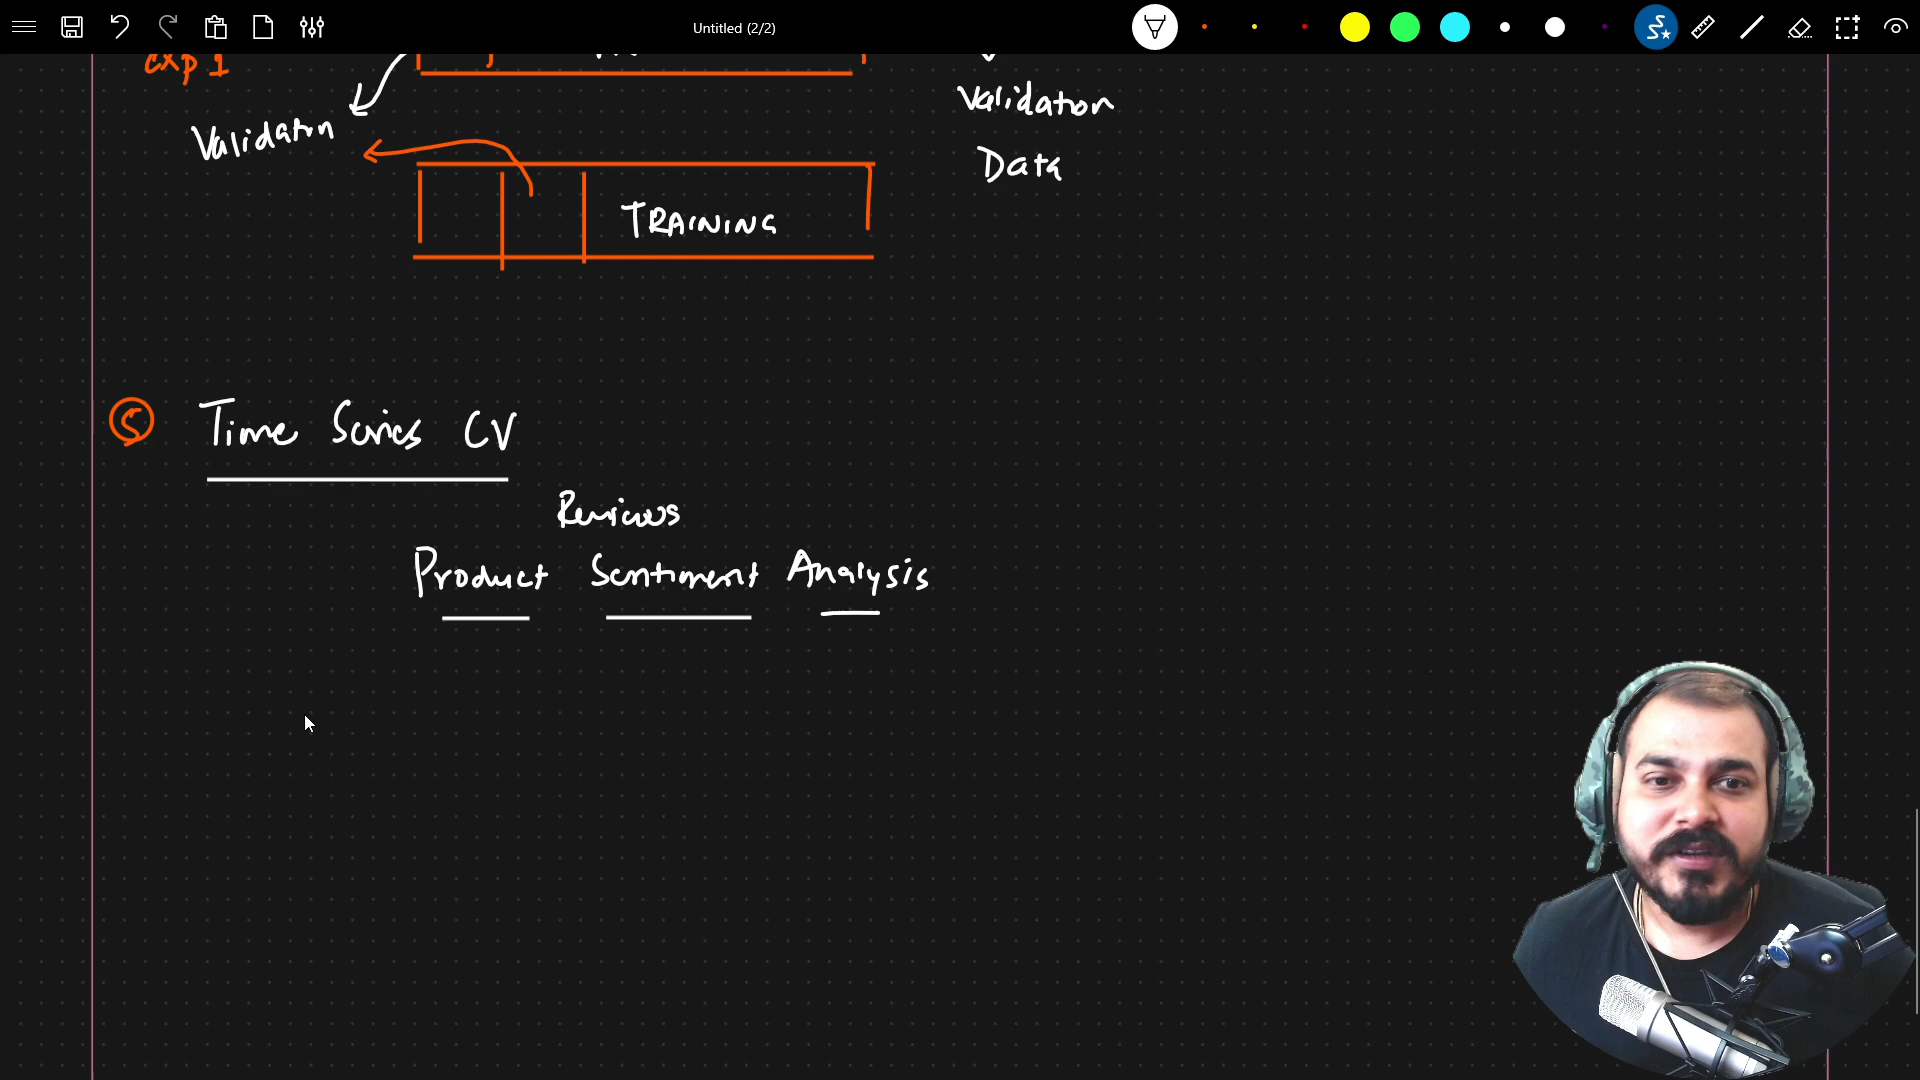 Untitled (2/2)
exp 1
Validation
Validation
Data
TRAINING
5 Time Series CV
Reviews
Product Sentiment Analysis